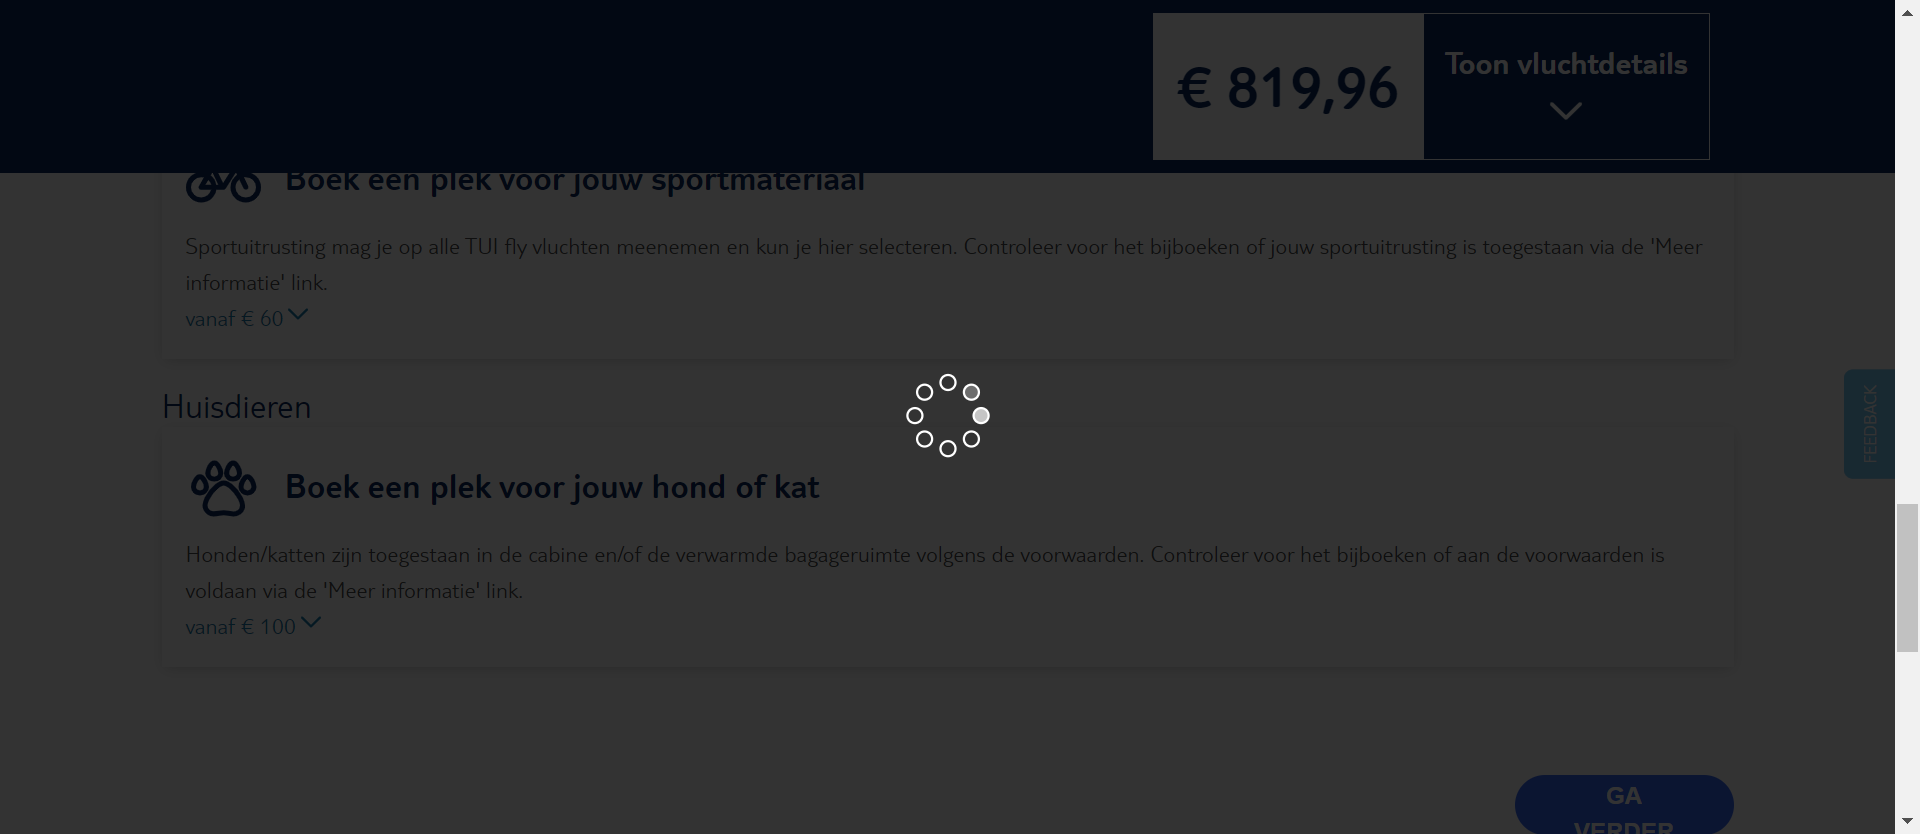 € 819,96
Toon vluchtdetails
Boek een plek voor jouw sportmateriaal
Sportuitrusting mag je op alle TUI fly vluchten meenemen en kun je hier selecteren. Controleer voor het bijboeken of jouw sportuitrusting is toegestaan via de 'Meer
informatie' link.
vanaf € 60
FEEDBACK
Huisdieren
Boek een plek voor jouw hond of kat
Honden/katten zijn toegestaan in de cabine en/of de verwarmde bagageruimte volgens de voorwaarden. Controleer voor het bijboeken of aan de voorwaarden is
voldaan via de 'Meer informatie' link.
vanaf € 100
GA
VERDER